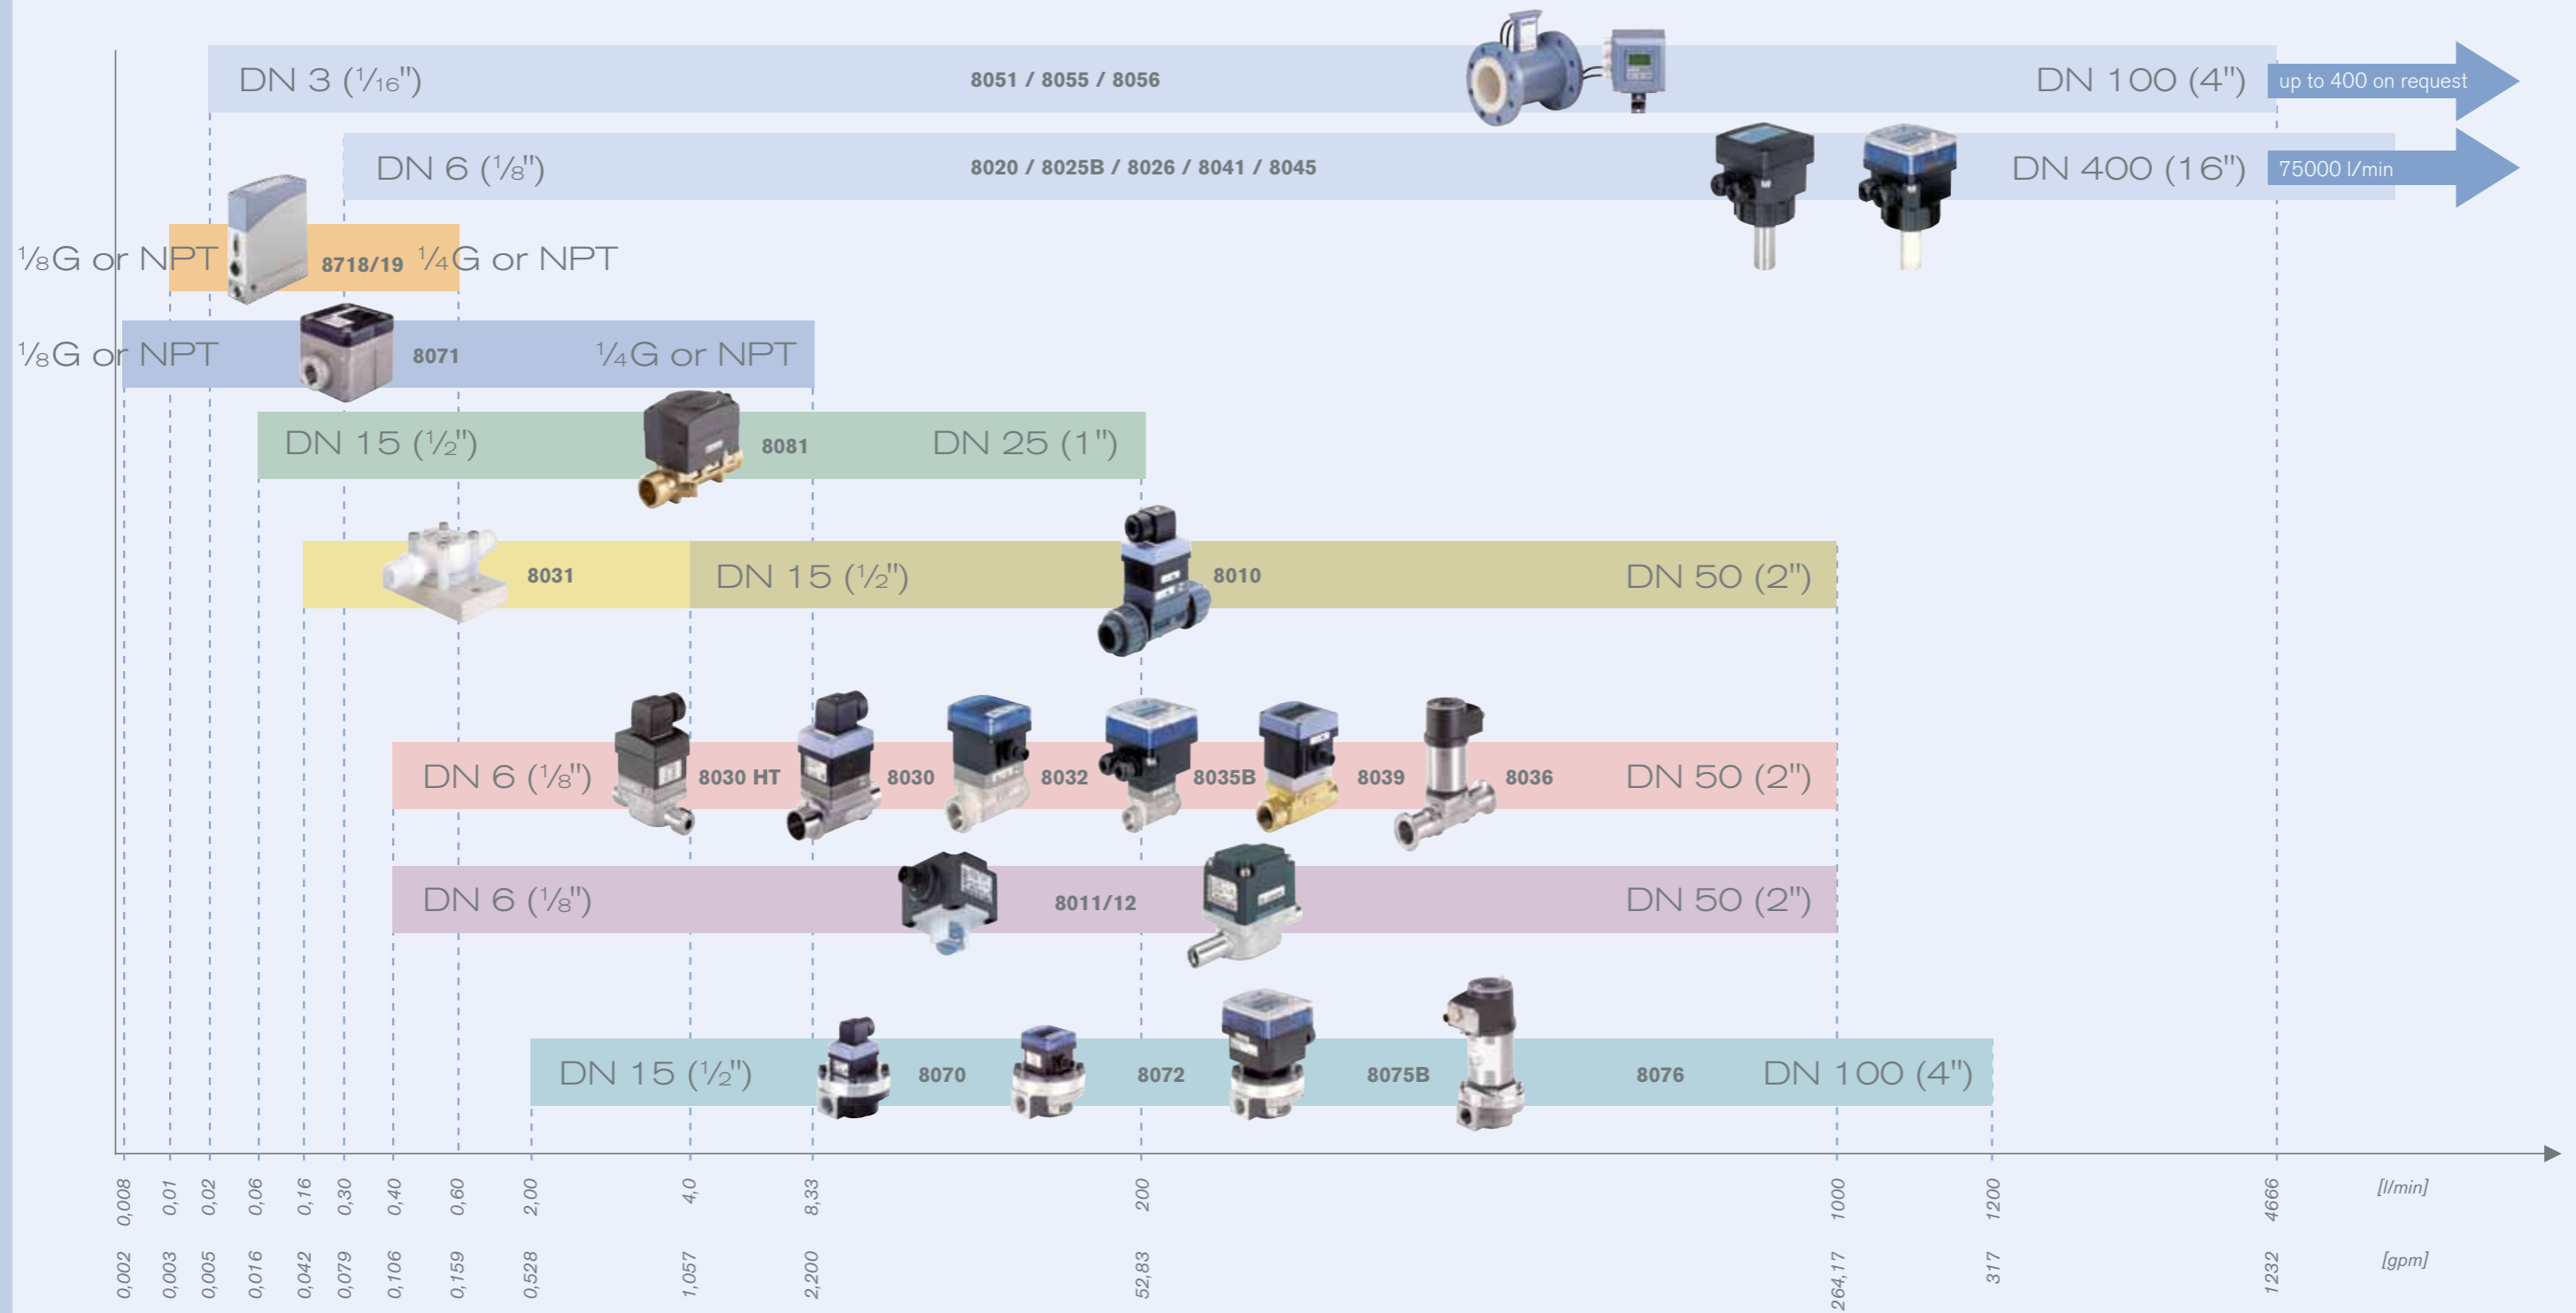 DN 3 (1/16") 8051 / 8055 / 8056 DN 100 (4") up to 400 on request
DN 6 (1/8") 8020 / 8025B / 8026 / 8041 / 8045 DN 400 (16") 75000 l/min
1/8G or NPT 8718/19 1/4G or NPT
1/8G or NPT 8071 1/4G or NPT
DN 15 (1/2") 8081 DN 25 (1")
8031 DN 15 (1/2") 8010 DN 50 (2")
DN 6 (1/8") 8030 HT 8030 8032 8035B 8039 8036 DN 50 (2")
DN 6 (1/8") 8011/12 DN 50 (2")
DN 15 (1/2") 8070 8072 8075B 8076 DN 100 (4")
0,008 0,01 0,02 0,06 0,16 0,30 0,40 0,60 2,00 4,0 8,33 200 1000 1200 4666 [l/min]
0,002 0,003 0,005 0,016 0,042 0,079 0,106 0,159 0,528 1,057 2,200 52,83 264,17 317 1232 [gpm]